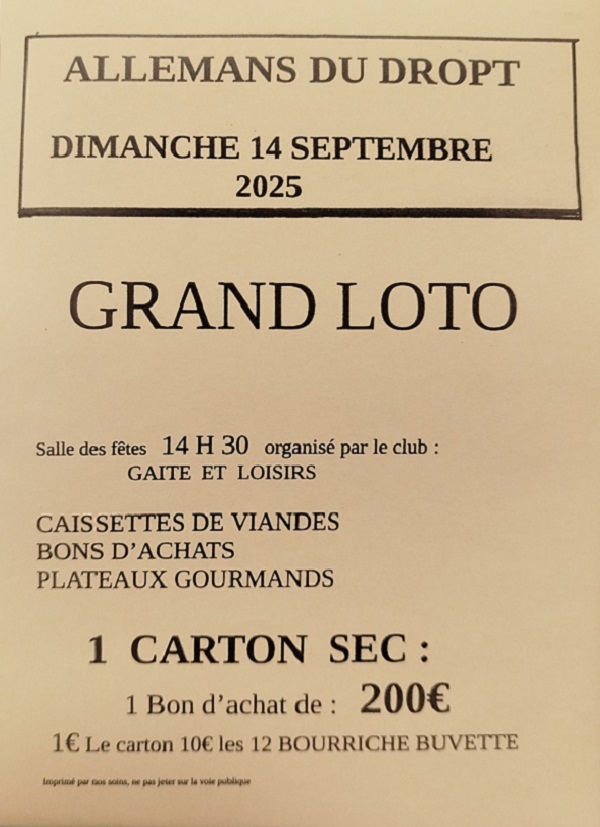 ALLEMANS DU DROPT
DIMANCHE 14 SEPTEMBRE
2025
GRAND LOTO
Salle des fêtes 14 H 30 organisé par le club :
GAITE ET LOISIRS
CAISSETTES DE VIANDES
BONS D'ACHATS
PLATEAUX GOURMANDS
1 CARTON SEC :
1 Bon d'achat de : 200€
1€ Le carton 10€ les 12 BOURRICHE BUVETTE
Imprimé par nos soins, ne pas jeter sur la voie publique